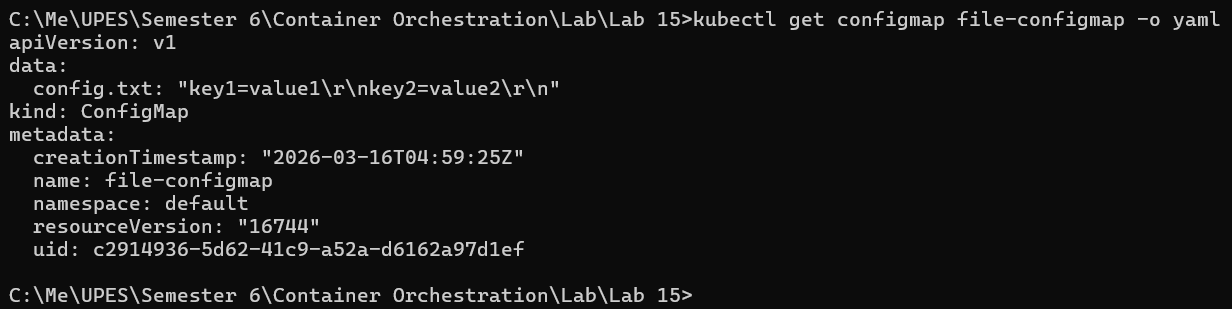 C:\Me\UPES\Semester 6\Container Orchestration\Lab\Lab 15>kubectl get configmap file-configmap -o yaml
apiVersion: v1
data:
  config.txt: "key1=value1\r\nkey2=value2\r\n"
kind: ConfigMap
metadata:
  creationTimestamp: "2026-03-16T04:59:25Z"
  name: file-configmap
  namespace: default
  resourceVersion: "16744"
  uid: c2914936-5d62-41c9-a52a-d6162a97d1ef

C:\Me\UPES\Semester 6\Container Orchestration\Lab\Lab 15>